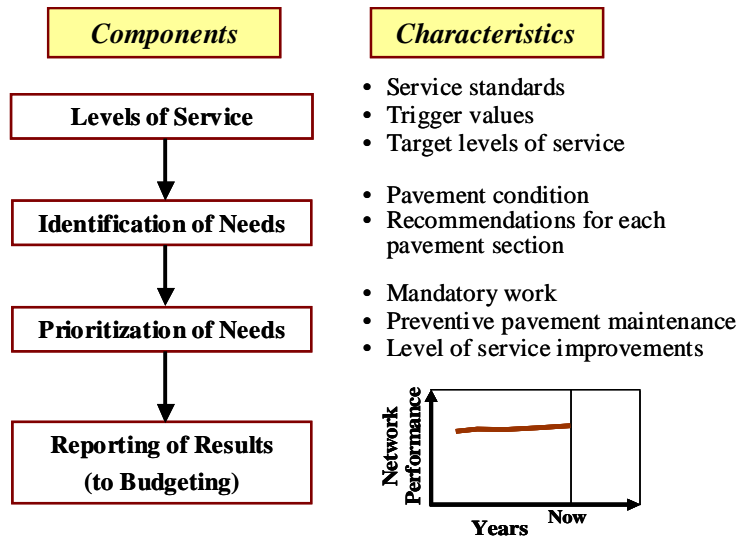 Components
Characteristics
Levels of Service
• Service standards
• Trigger values
• Target levels of service
Identification of Needs
• Pavement condition
• Recommendations for each
pavement section
Prioritization of Needs
• Mandatory work
• Preventive pavement maintenance
• Level of service improvements
Reporting of Results
(to Budgeting)
Network
Performance
Now
Years